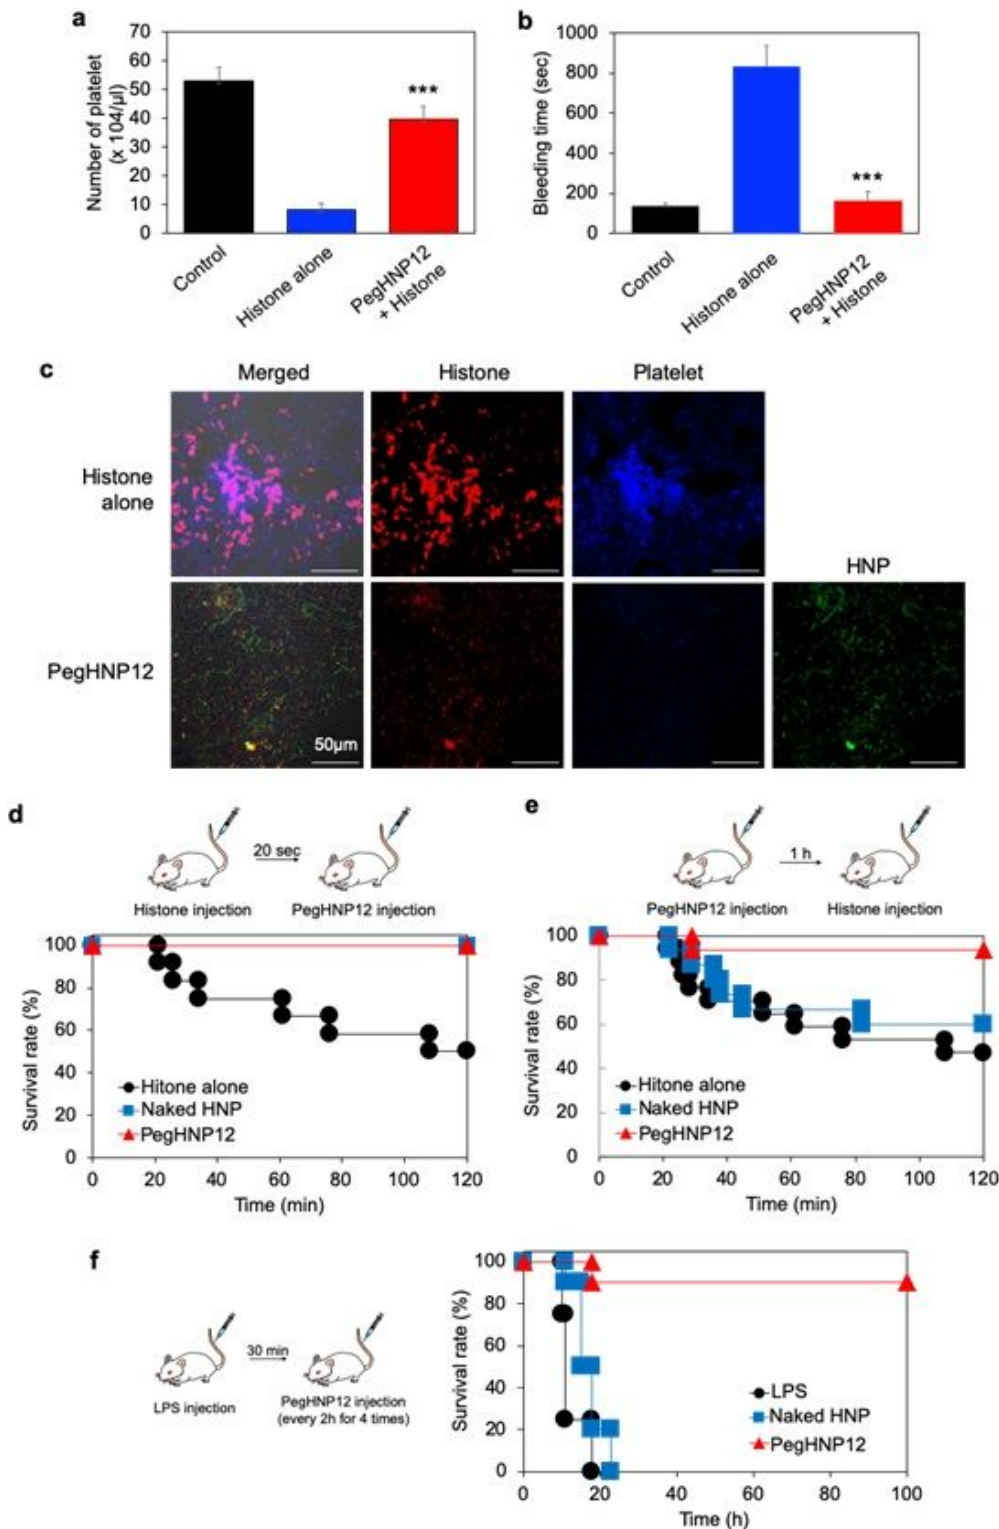 a
Number of platelet
(x 104/µl)
70
60
50
40
30
20
10
0
***
Control
Histone alone
PegHNP12
+ Histone
b
Bleeding time (sec)
1000
800
600
400
200
0
***
Control
Histone alone
PegHNP12
+ Histone
c
Merged
Histone
Platelet
Histone
alone
HNP
PegHNP12
50µm
d
20 sec
Histone injection
PegHNP12 injection
Survival rate (%)
100
80
60
40
20
0
Hitone alone
Naked HNP
PegHNP12
0 20 40 60 80 100 120
Time (min)
e
1 h
PegHNP12 injection
Histone injection
Survival rate (%)
100
80
60
40
20
0
Hitone alone
Naked HNP
PegHNP12
0 20 40 60 80 100 120
Time (min)
f
30 min
LPS injection
PegHNP12 injection
(every 2h for 4 times)
Survival rate (%)
100
80
60
40
20
0
LPS
Naked HNP
PegHNP12
0 20 40 60 80 100
Time (h)